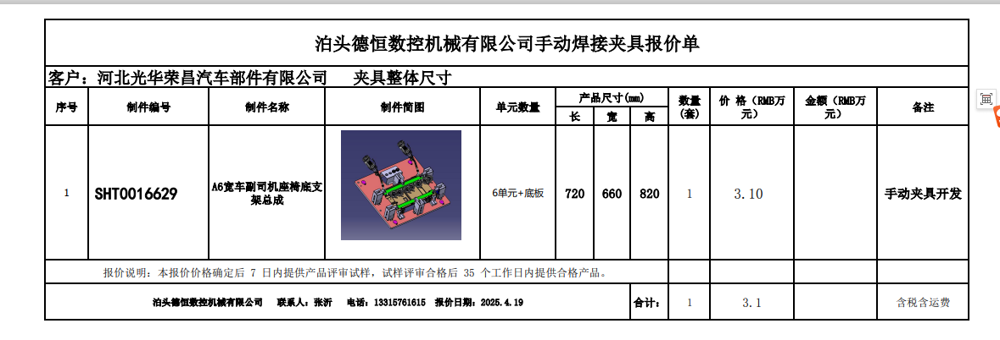 泊头德恒数控机械有限公司手动焊接夹具报价单
客户：河北光华荣昌汽车部件有限公司 夹具整体尺寸
序号 制件编号 制件名称 制件简图 单元数量 产品尺寸(mm) 数量(套) 价 格（RMB万元） 金额（RMB万元） 备注
长 宽 高
1 SHT0016629 A6宽车副司机座椅底支架总成 6单元+底板 720 660 820 1 3.10 手动夹具开发
报价说明：本报价价格确定后 7 日内提供产品评审试样，试样评审合格后 35 个工作日内提供合格产品。
泊头德恒数控机械有限公司 联系人：张沂 电话：13315761615 报价日期：2025.4.19 合计： 1 3.1 含税含运费